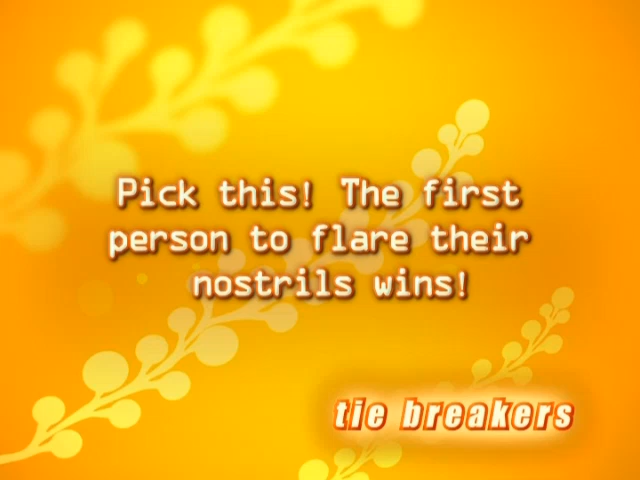 Pick this! The first
person to flare their
nostrils wins!
tie breakers